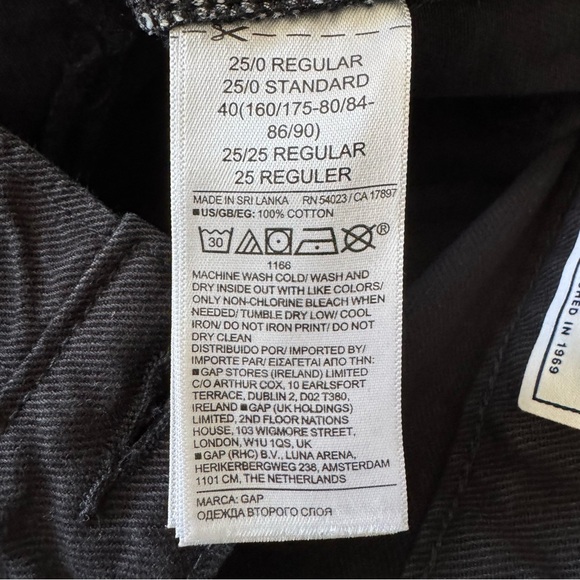 25/0 REGULAR
25/0 STANDARD
40(160/175-80/84-
86/90)
25/25 REGULAR
25 REGULER
MADE IN SRI LANKA RN 54023 / CA 17897
■US/GB/EG: 100% COTTON
30
1166
MACHINE WASH COLD/ WASH AND
DRY INSIDE OUT WITH LIKE COLORS/
ONLY NON-CHLORINE BLEACH WHEN
NEEDED/ TUMBLE DRY LOW/ COOL
IRON/ DO NOT IRON PRINT/ DO NOT
DRY CLEAN
DISTRIBUIDO POR/ IMPORTED BY/
IMPORTE PAR/ ΕΙΣΑΓΕΤΑΙ ΑΠΟ ΤΗΝ:
■GAP STORES (IRELAND) LIMITED
C/O ARTHUR COX, 10 EARLSFORT
TERRACE, DUBLIN 2, D02 T380,
IRELAND ■GAP (UK HOLDINGS)
LIMITED, 2ND FLOOR NATIONS
HOUSE, 103 WIGMORE STREET,
LONDON, W1U 1QS, UK
■GAP (RHC) B.V., LUNA ARENA,
HERIKERBERGWEG 238, AMSTERDAM
1101 CM, THE NETHERLANDS
МАРСА: GAP
ОДЕЖДА ВТОРОГО СЛОЯ
IN 1969